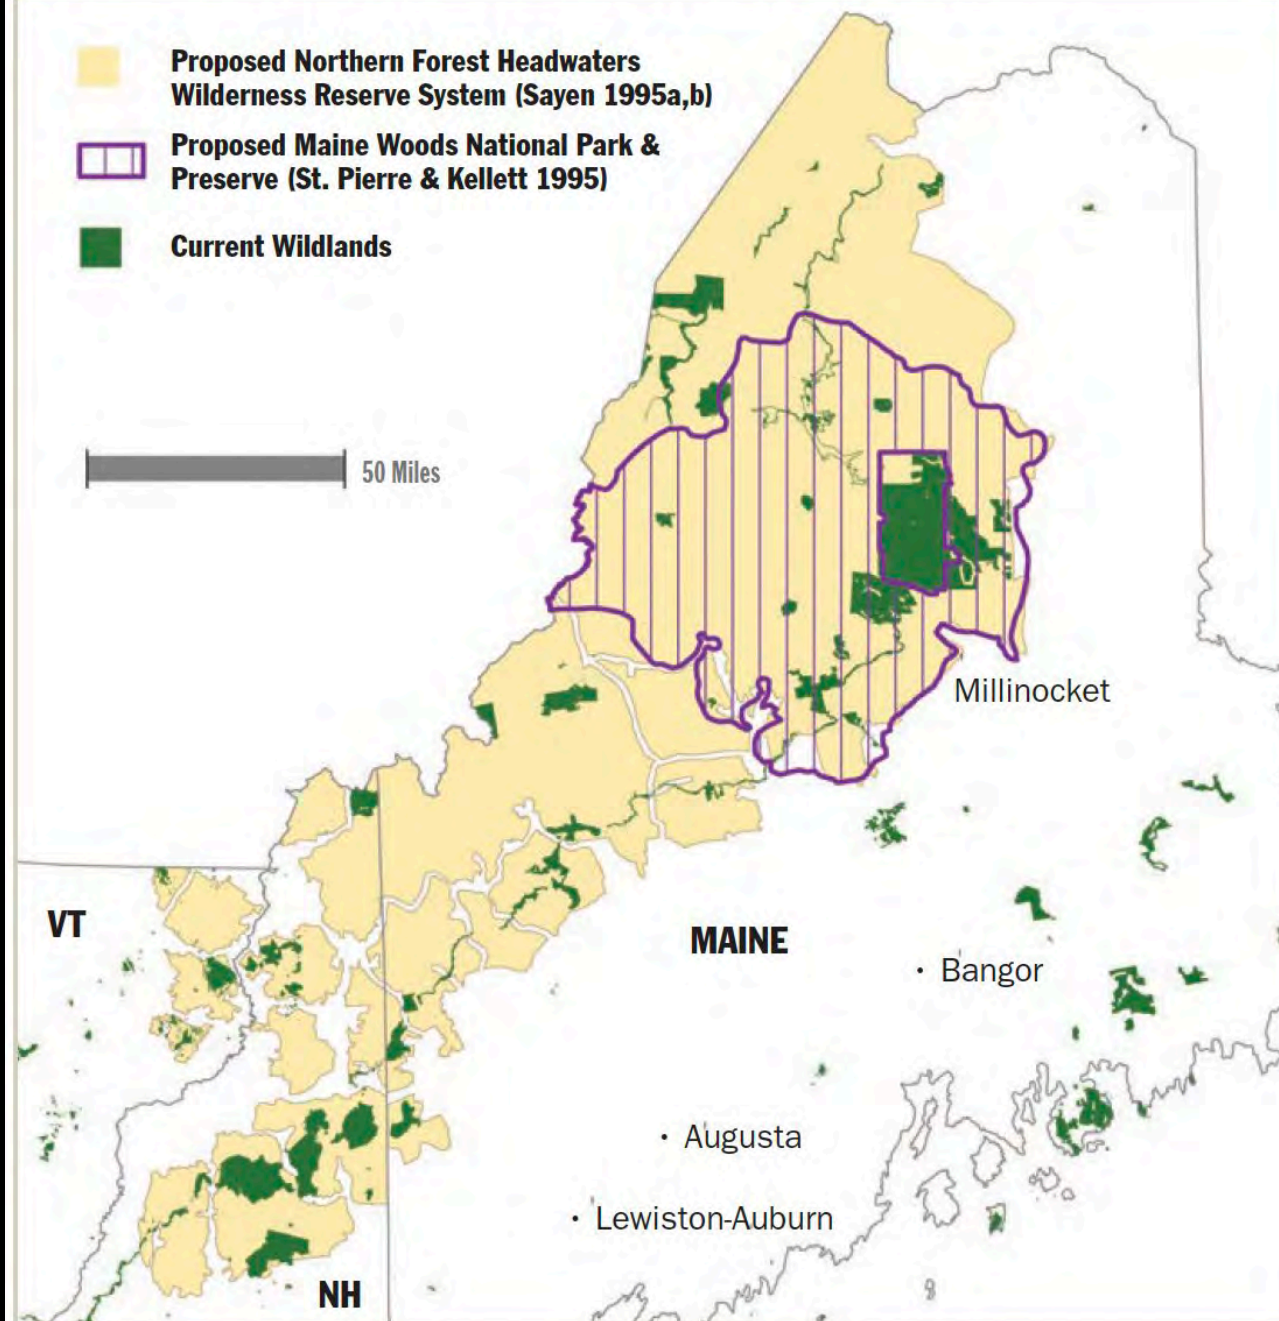 Proposed Northern Forest Headwaters
Wilderness Reserve System (Sayen 1995a,b)
Proposed Maine Woods National Park &
Preserve (St. Pierre & Kellett 1995)
Current Wildlands
50 Miles
Millinocket
VT
MAINE
· Bangor
· Augusta
· Lewiston-Auburn
NH